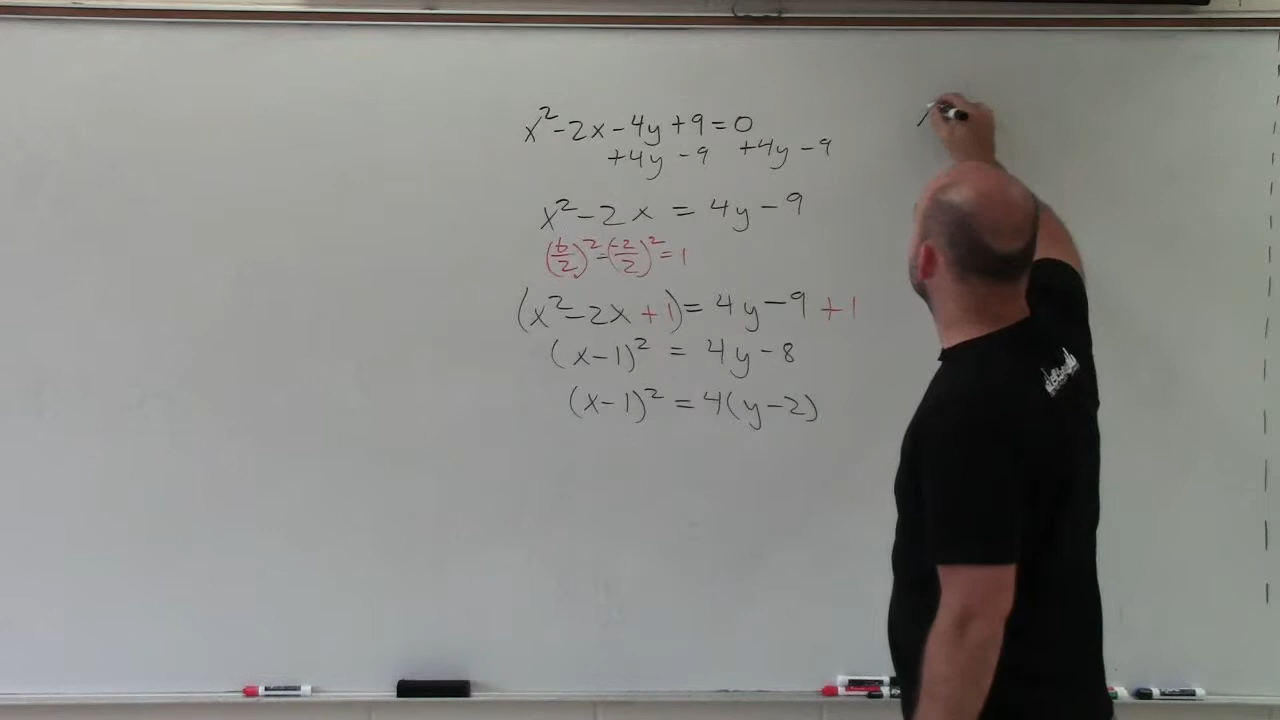 x² - 2x - 4y + 9 = 0
+4y - 9 +4y - 9
x² - 2x = 4y - 9
(b/2)² = (-2/2)² = 1
(x² - 2x + 1) = 4y - 9 + 1
(x - 1)² = 4y - 8
(x - 1)² = 4(y - 2)